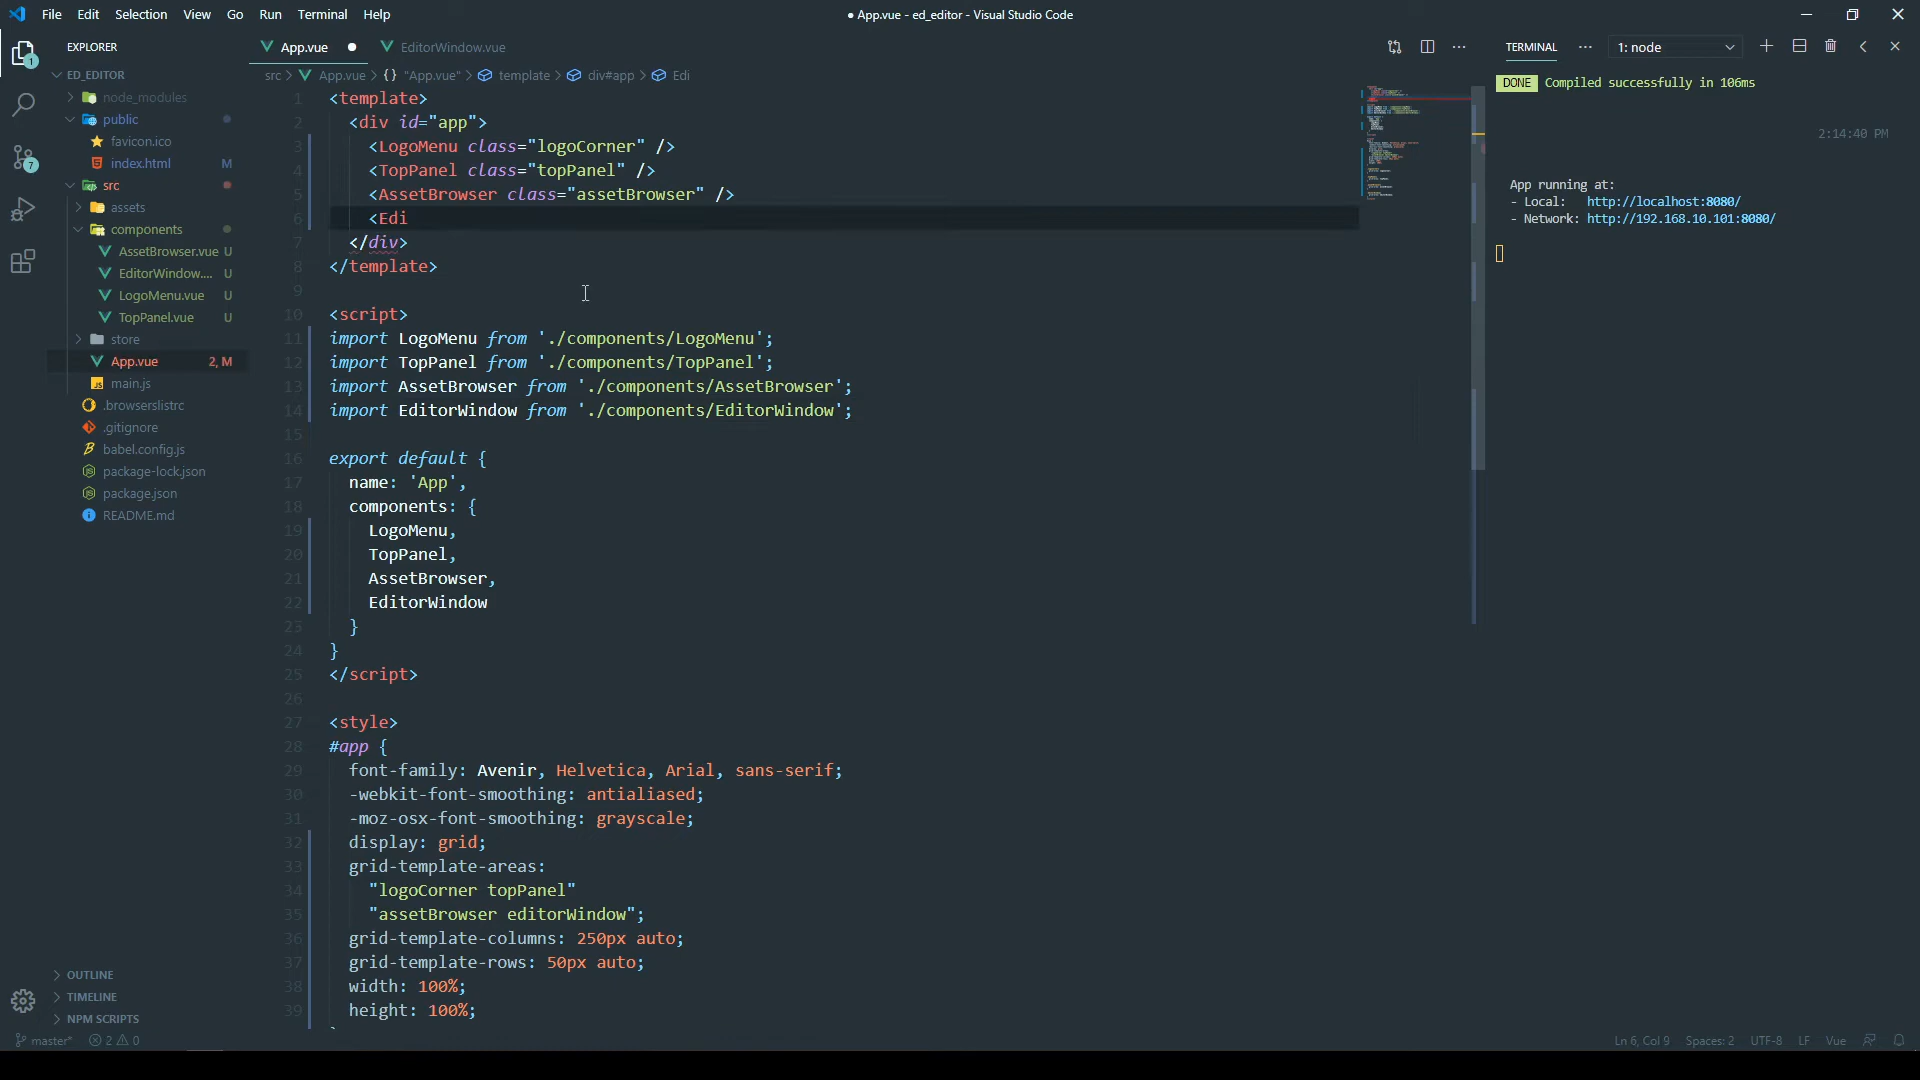 File Edit Selection View Go Run Terminal Help
● App.vue - ed_editor - Visual Studio Code
EXPLORER
ED_EDITOR
node_modules
public
favicon.ico
index.html M
src
assets
components
AssetBrowser.vue U
EditorWindow.... U
LogoMenu.vue U
TopPanel.vue U
store
App.vue 2, M
main.js
.browserslistrc
.gitignore
babel.config.js
package-lock.json
package.json
README.md
OUTLINE
TIMELINE
NPM SCRIPTS
1
7
App.vue ●
EditorWindow.vue
src > App.vue > {} "App.vue" > template > div#app > Edi
1 <template>
2 <div id="app">
3 <LogoMenu class="logoCorner" />
4 <TopPanel class="topPanel" />
5 <AssetBrowser class="assetBrowser" />
6 <Edi
7 </div>
8 </template>
9
10 <script>
11 import LogoMenu from './components/LogoMenu';
12 import TopPanel from './components/TopPanel';
13 import AssetBrowser from './components/AssetBrowser';
14 import EditorWindow from './components/EditorWindow';
15
16 export default {
17 name: 'App',
18 components: {
19 LogoMenu,
20 TopPanel,
21 AssetBrowser,
22 EditorWindow
23 }
24 }
25 </script>
26
27 <style>
28 #app {
29 font-family: Avenir, Helvetica, Arial, sans-serif;
30 -webkit-font-smoothing: antialiased;
31 -moz-osx-font-smoothing: grayscale;
32 display: grid;
33 grid-template-areas:
34 "logoCorner topPanel"
35 "assetBrowser editorWindow";
36 grid-template-columns: 250px auto;
37 grid-template-rows: 50px auto;
38 width: 100%;
39 height: 100%;
TERMINAL ··· 1: node
DONE Compiled successfully in 106ms
2:14:40 PM
App running at:
- Local: http://localhost:8080/
- Network: http://192.168.10.101:8080/
master* 2 0
Ln 6, Col 9 Spaces: 2 UTF-8 LF Vue